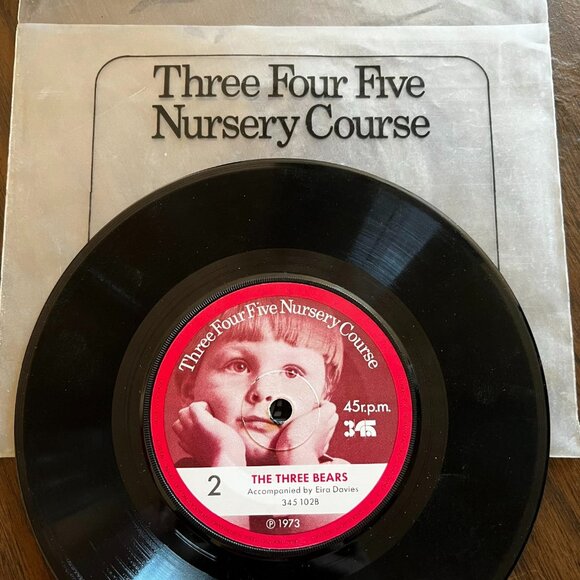 Three Four Five
Nursery Course
Three Four Five Nursery Course
45r.p.m.
345
2
THE THREE BEARS
Accompanied by Eira Davies
345 102B
℗ 1973